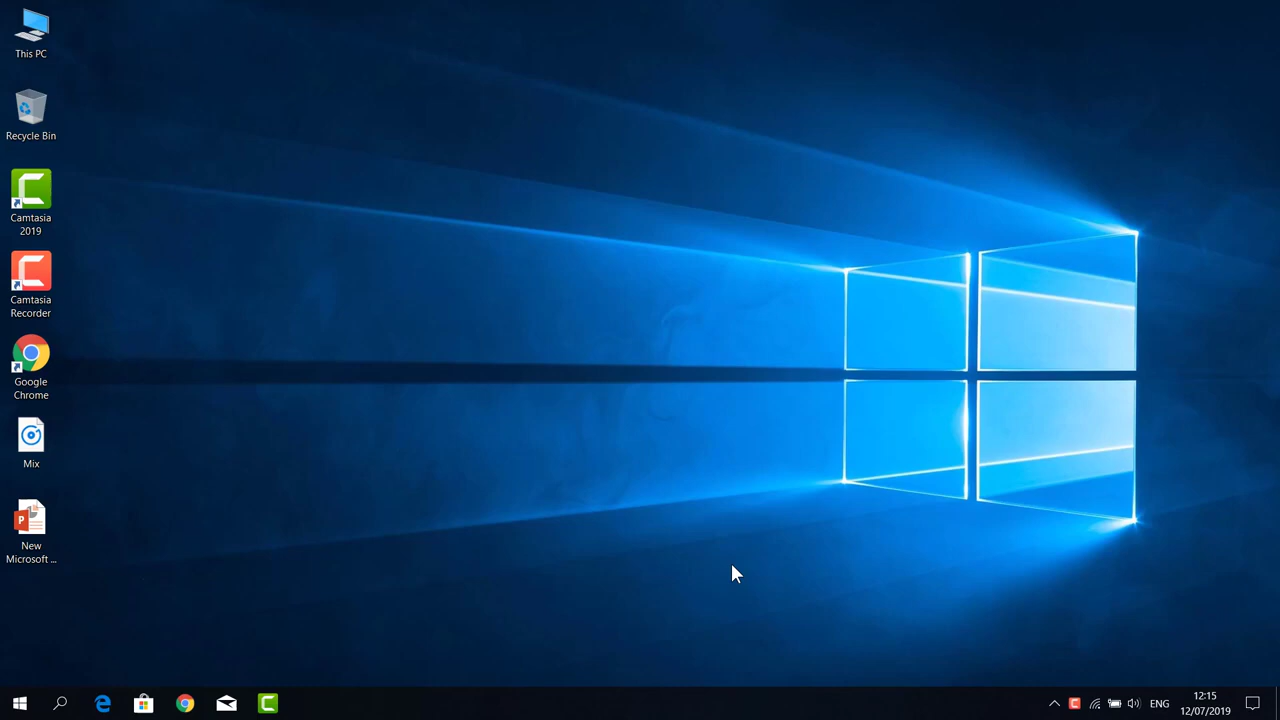 This PC
Recycle Bin
Camtasia
2019
Camtasia
Recorder
Google
Chrome
Mix
New
Microsoft ...
ENG
12:15
12/07/2019